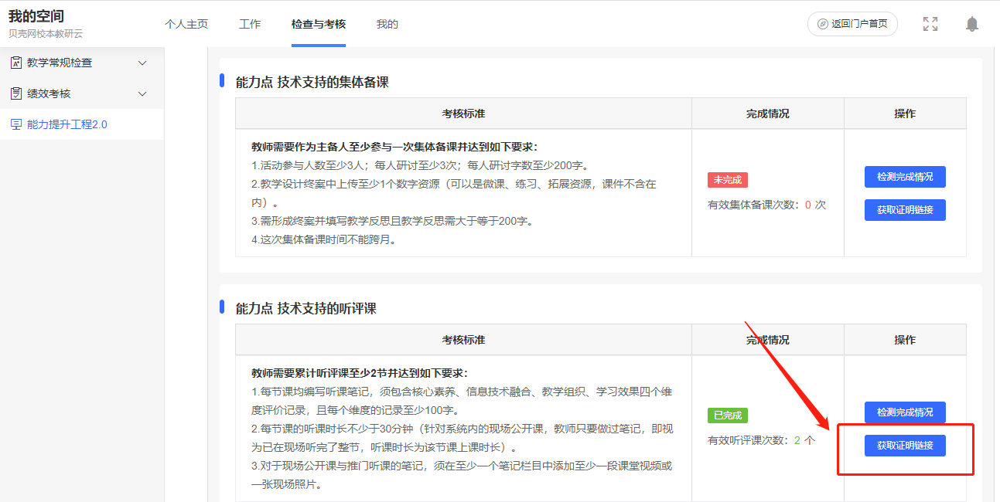 我的空间
贝壳网校本教研云
个人主页 工作 检查与考核 我的
返回门户首页
教学常规检查
绩效考核
能力提升工程2.0
能力点 技术支持的集体备课
考核标准 完成情况 操作
教师需要作为主备人至少参与一次集体备课并达到如下要求：
1.活动参与人数至少3人；每人研讨至少3次；每人研讨字数至少200字。
2.教学设计终案中上传至少1个数字资源（可以是微课、练习、拓展资源，课件不含在
内）。
3.需形成终案并填写教学反思且教学反思需大于等于200字。
4.这次集体备课时间不能跨月。
未完成
有效集体备课次数：0 次
检测完成情况
获取证明链接
能力点 技术支持的听评课
考核标准 完成情况 操作
教师需要累计听评课至少2节并达到如下要求：
1.每节课均编写听课笔记，须包含核心素养、信息技术融合、教学组织、学习效果四个维
度评价记录，且每个维度的记录至少100字。
2.每节课的听课时长不少于30分钟（针对系统内的现场公开课，教师只要做过笔记，即视
为已在现场听完了整节，听课时长为该节课上课时长）。
3.对于现场公开课与推门听课的笔记，须在至少一个笔记栏目中添加至少一段课堂视频或
一张现场照片。
已完成
有效听评课次数：2 个
检测完成情况
获取证明链接